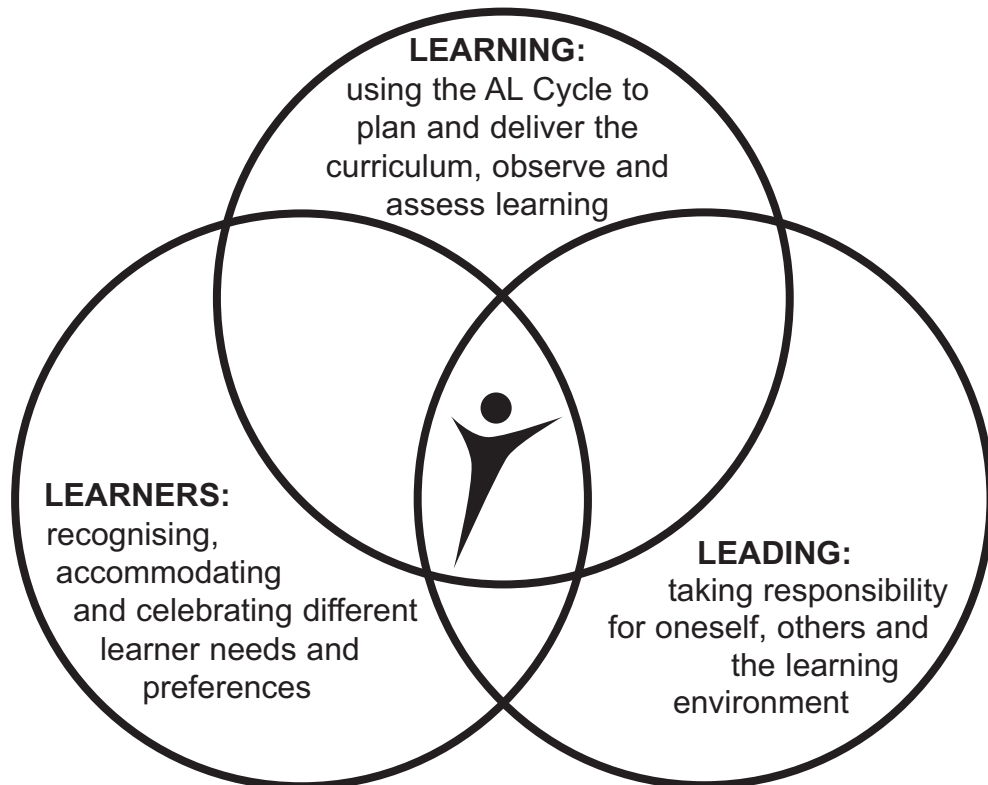 LEARNING:
using the AL Cycle to
plan and deliver the
curriculum, observe and
assess learning
LEARNERS:
recognising,
accommodating
and celebrating different
learner needs and
preferences
LEADING:
taking responsibility
for oneself, others and
the learning
environment